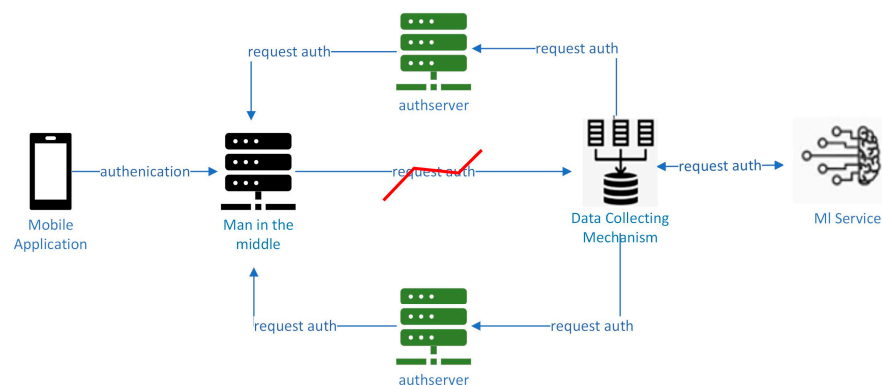 request auth
request auth
authserver
authenication
request auth
request auth
Mobile
Application
Man in the
middle
Data Collecting
Mechanism
Ml Service
request auth
request auth
authserver